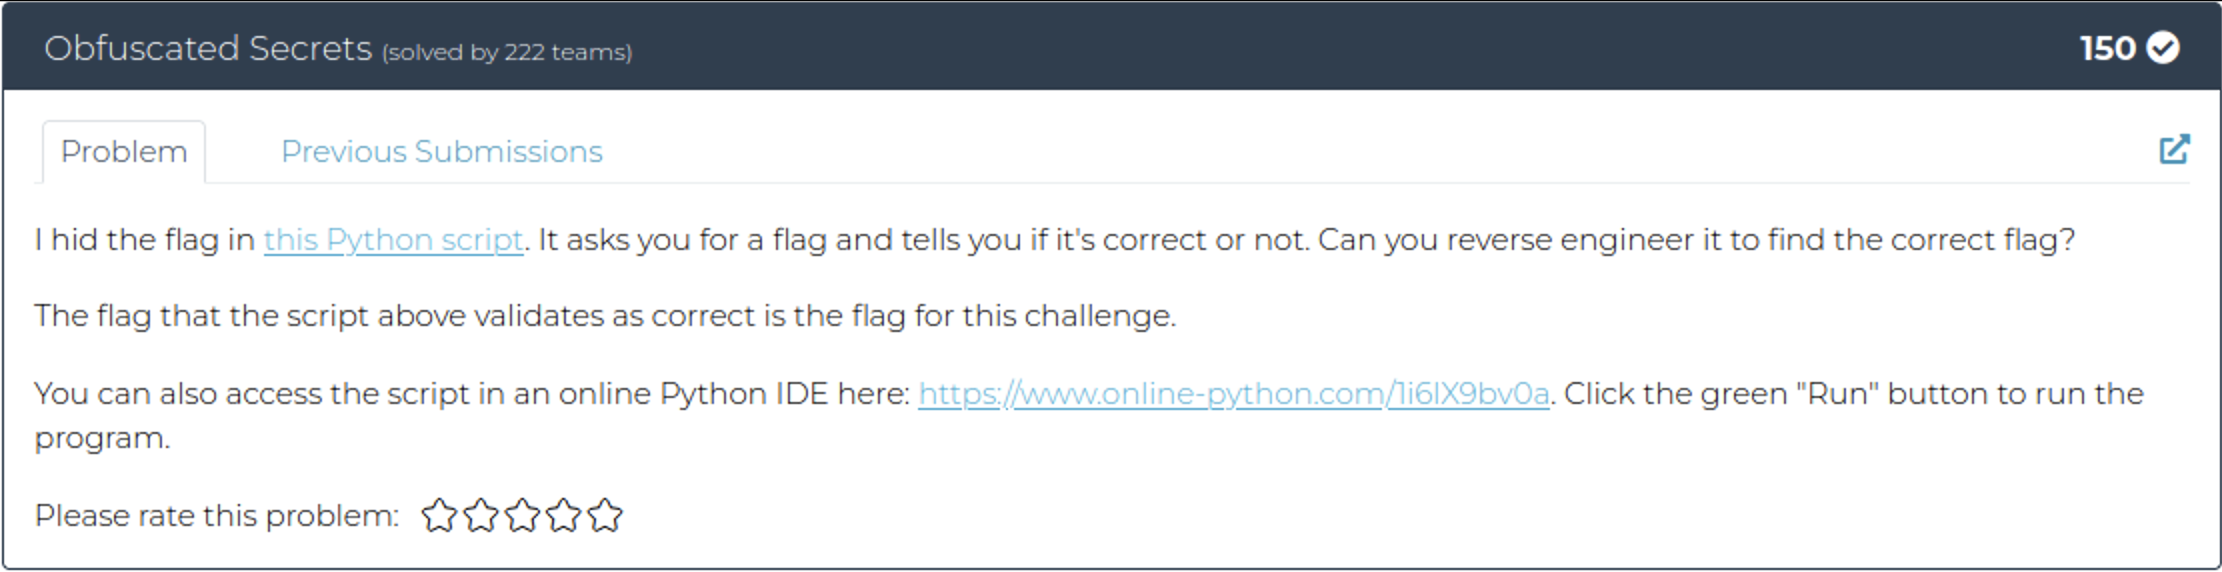 Obfuscated Secrets (solved by 222 teams)
150
Problem
Previous Submissions
I hid the flag in this Python script. It asks you for a flag and tells you if it's correct or not. Can you reverse engineer it to find the correct flag?
The flag that the script above validates as correct is the flag for this challenge.
You can also access the script in an online Python IDE here: https://www.online-python.com/1i6IX9bv0a. Click the green "Run" button to run the
program.
Please rate this problem: